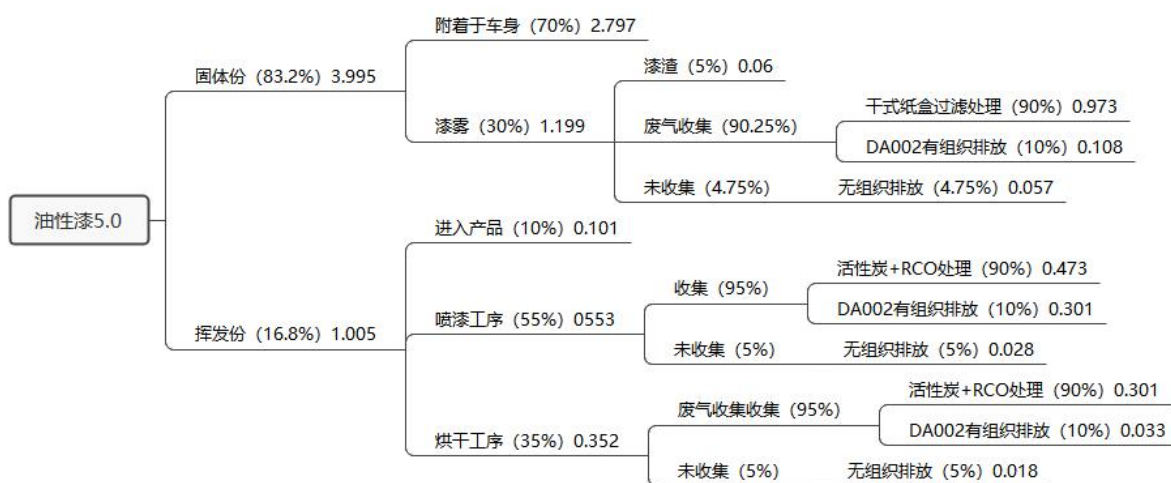 油性漆5.0
固体份（83.2%）3.995
附着于车身（70%）2.797
漆雾（30%）1.199
漆渣（5%）0.06
废气收集（90.25%）
干式纸盒过滤处理（90%）0.973
DA002有组织排放（10%）0.108
未收集（4.75%）
无组织排放（4.75%）0.057
挥发份（16.8%）1.005
进入产品（10%）0.101
喷漆工序（55%）0553
收集（95%）
活性炭+RCO处理（90%）0.473
DA002有组织排放（10%）0.301
未收集（5%）
无组织排放（5%）0.028
烘干工序（35%）0.352
废气收集收集（95%）
活性炭+RCO处理（90%）0.301
DA002有组织排放（10%）0.033
未收集（5%）
无组织排放（5%）0.018